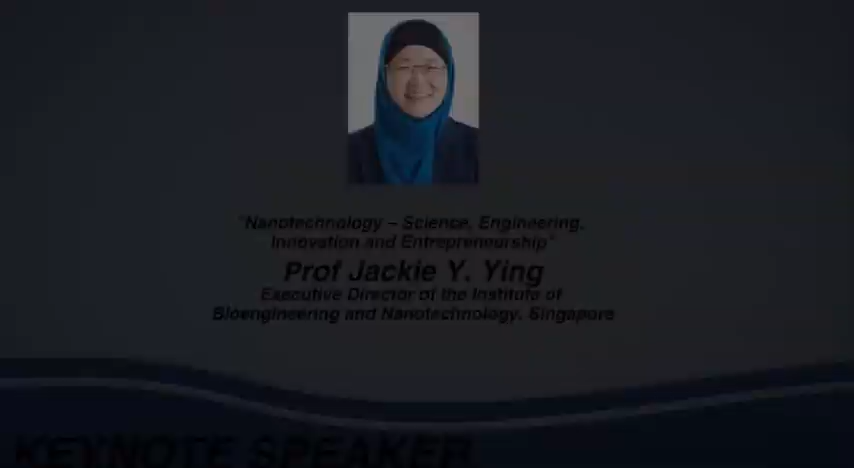 "Nanotechnology – Science, Engineering,
Innovation and Entrepreneurship"
Prof Jackie Y. Ying
Executive Director of the Institute of
Bioengineering and Nanotechnology, Singapore
KEYNOTE SPEAKER